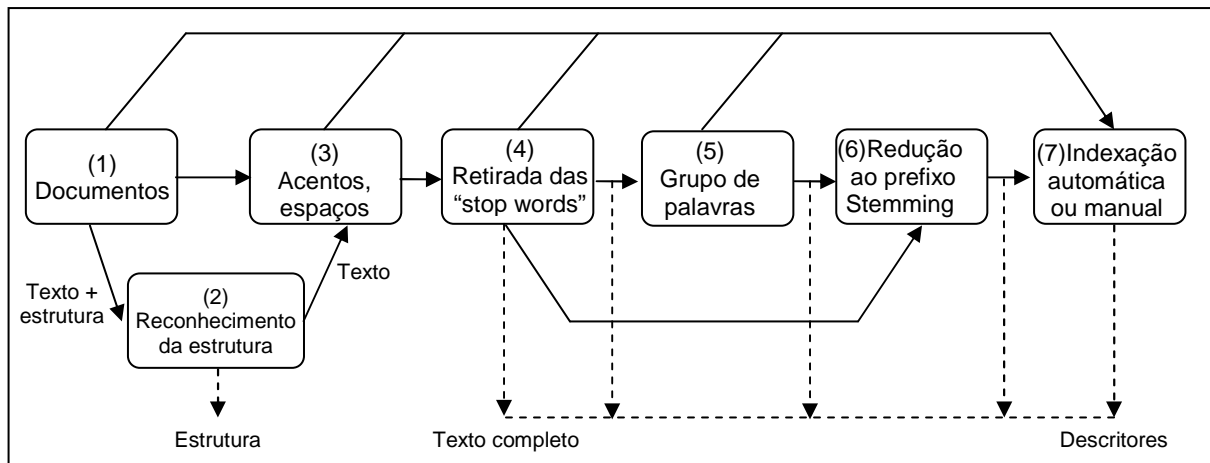 (1)
Documentos
(3)
Acentos,
espaços
(4)
Retirada das
“stop words”
(5)
Grupo de
palavras
(6)Redução
ao prefixo
Stemming
(7)Indexação
automática
ou manual
Texto +
estrutura
(2)
Reconhecimento
da estrutura
Texto
Estrutura
Texto completo
Descritores